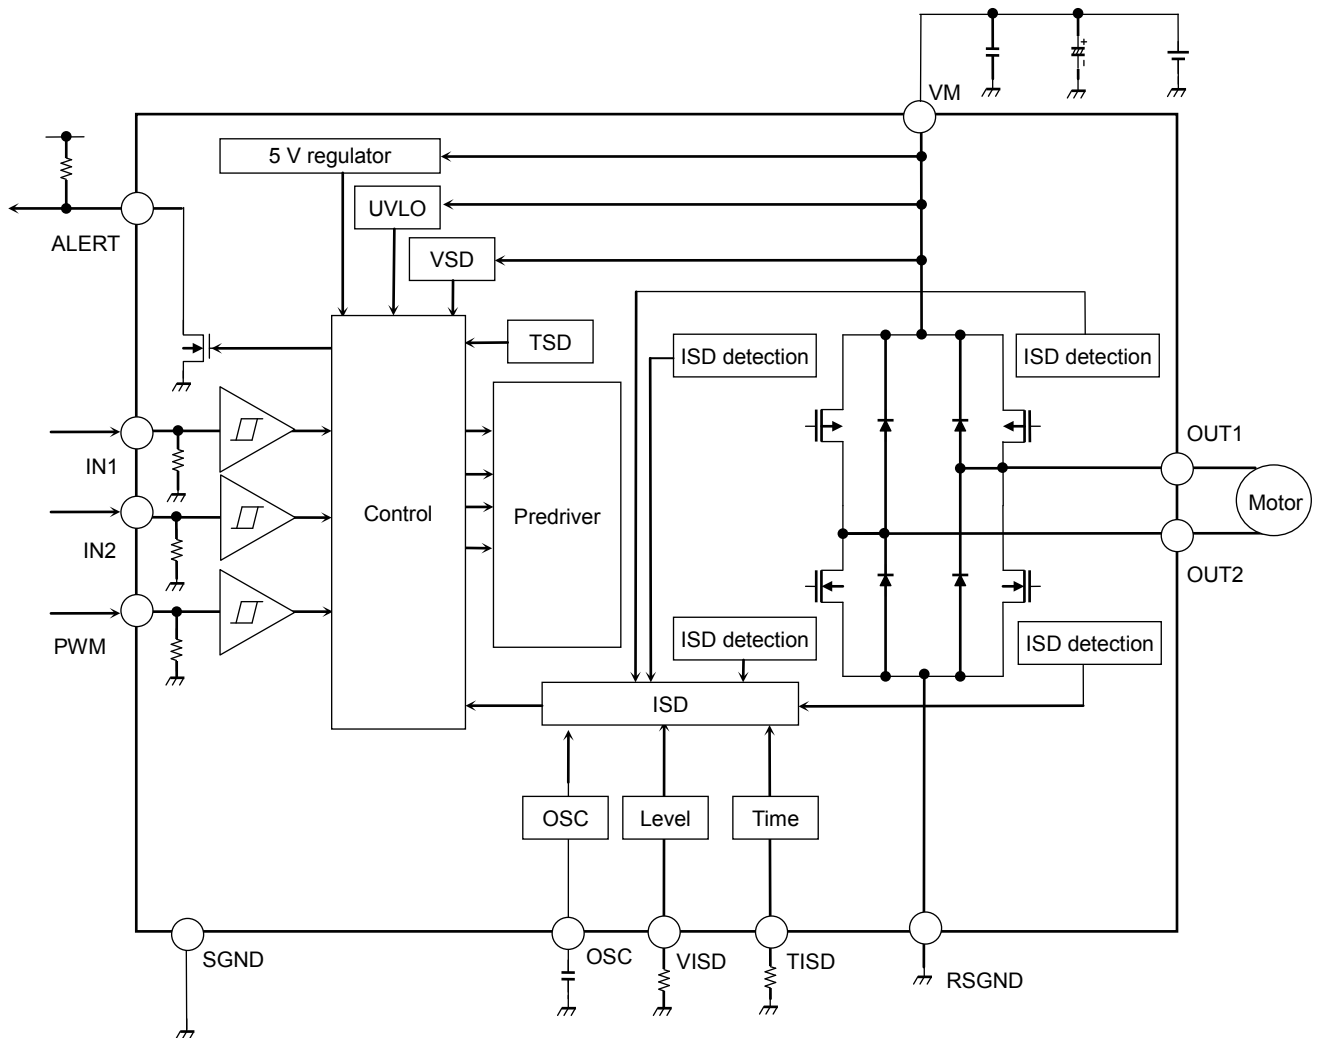 VM
5 V regulator
UVLO
ALERT
VSD
TSD
ISD detection
ISD detection
OUT1
IN1
Motor
Control
Predriver
IN2
OUT2
PWM
ISD detection
ISD detection
ISD
OSC
Level
Time
SGND
OSC
VISD
TISD
RSGND
+
-